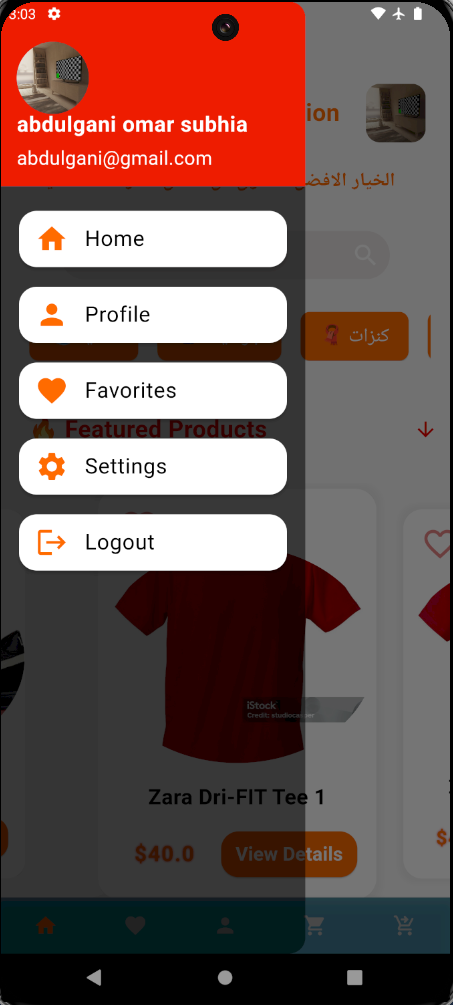 3:03
abdulgani omar subhia
abdulgani@gmail.com
ion
الخيار الافضل
Home
Profile
كنزات
Favorites
🔥 Featured Products
Settings
Logout
iStock
Credit: studiocasper
Zara Dri-FIT Tee 1
$40.0
View Details
$